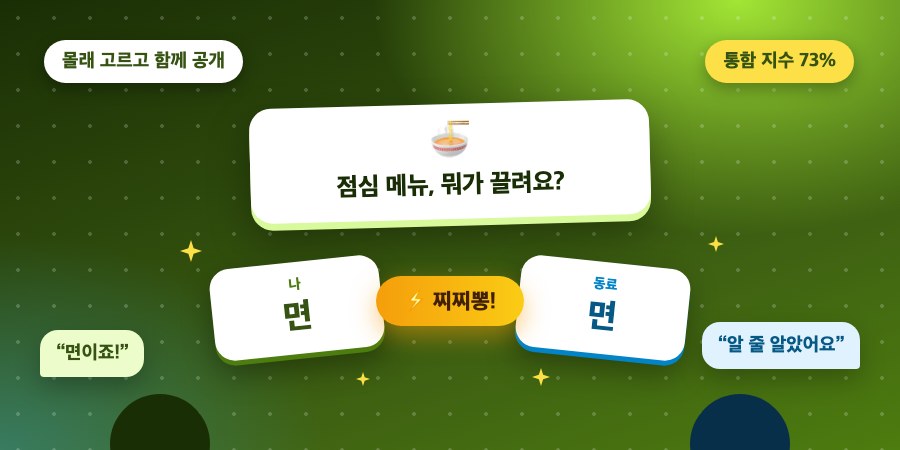 몰래 고르고 함께 공개
통함 지수 73%
점심 메뉴, 뭐가 끌려요?
나
면
찌찌뽕!
동료
면
“면이죠!”
“알 줄 알았어요”